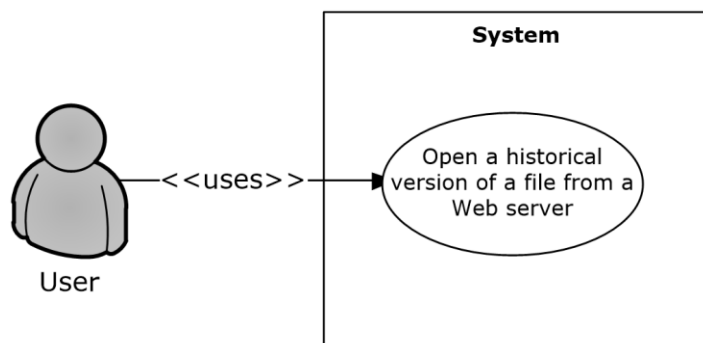 System
Open a historical
version of a file from a
Web server
<<uses>>
User